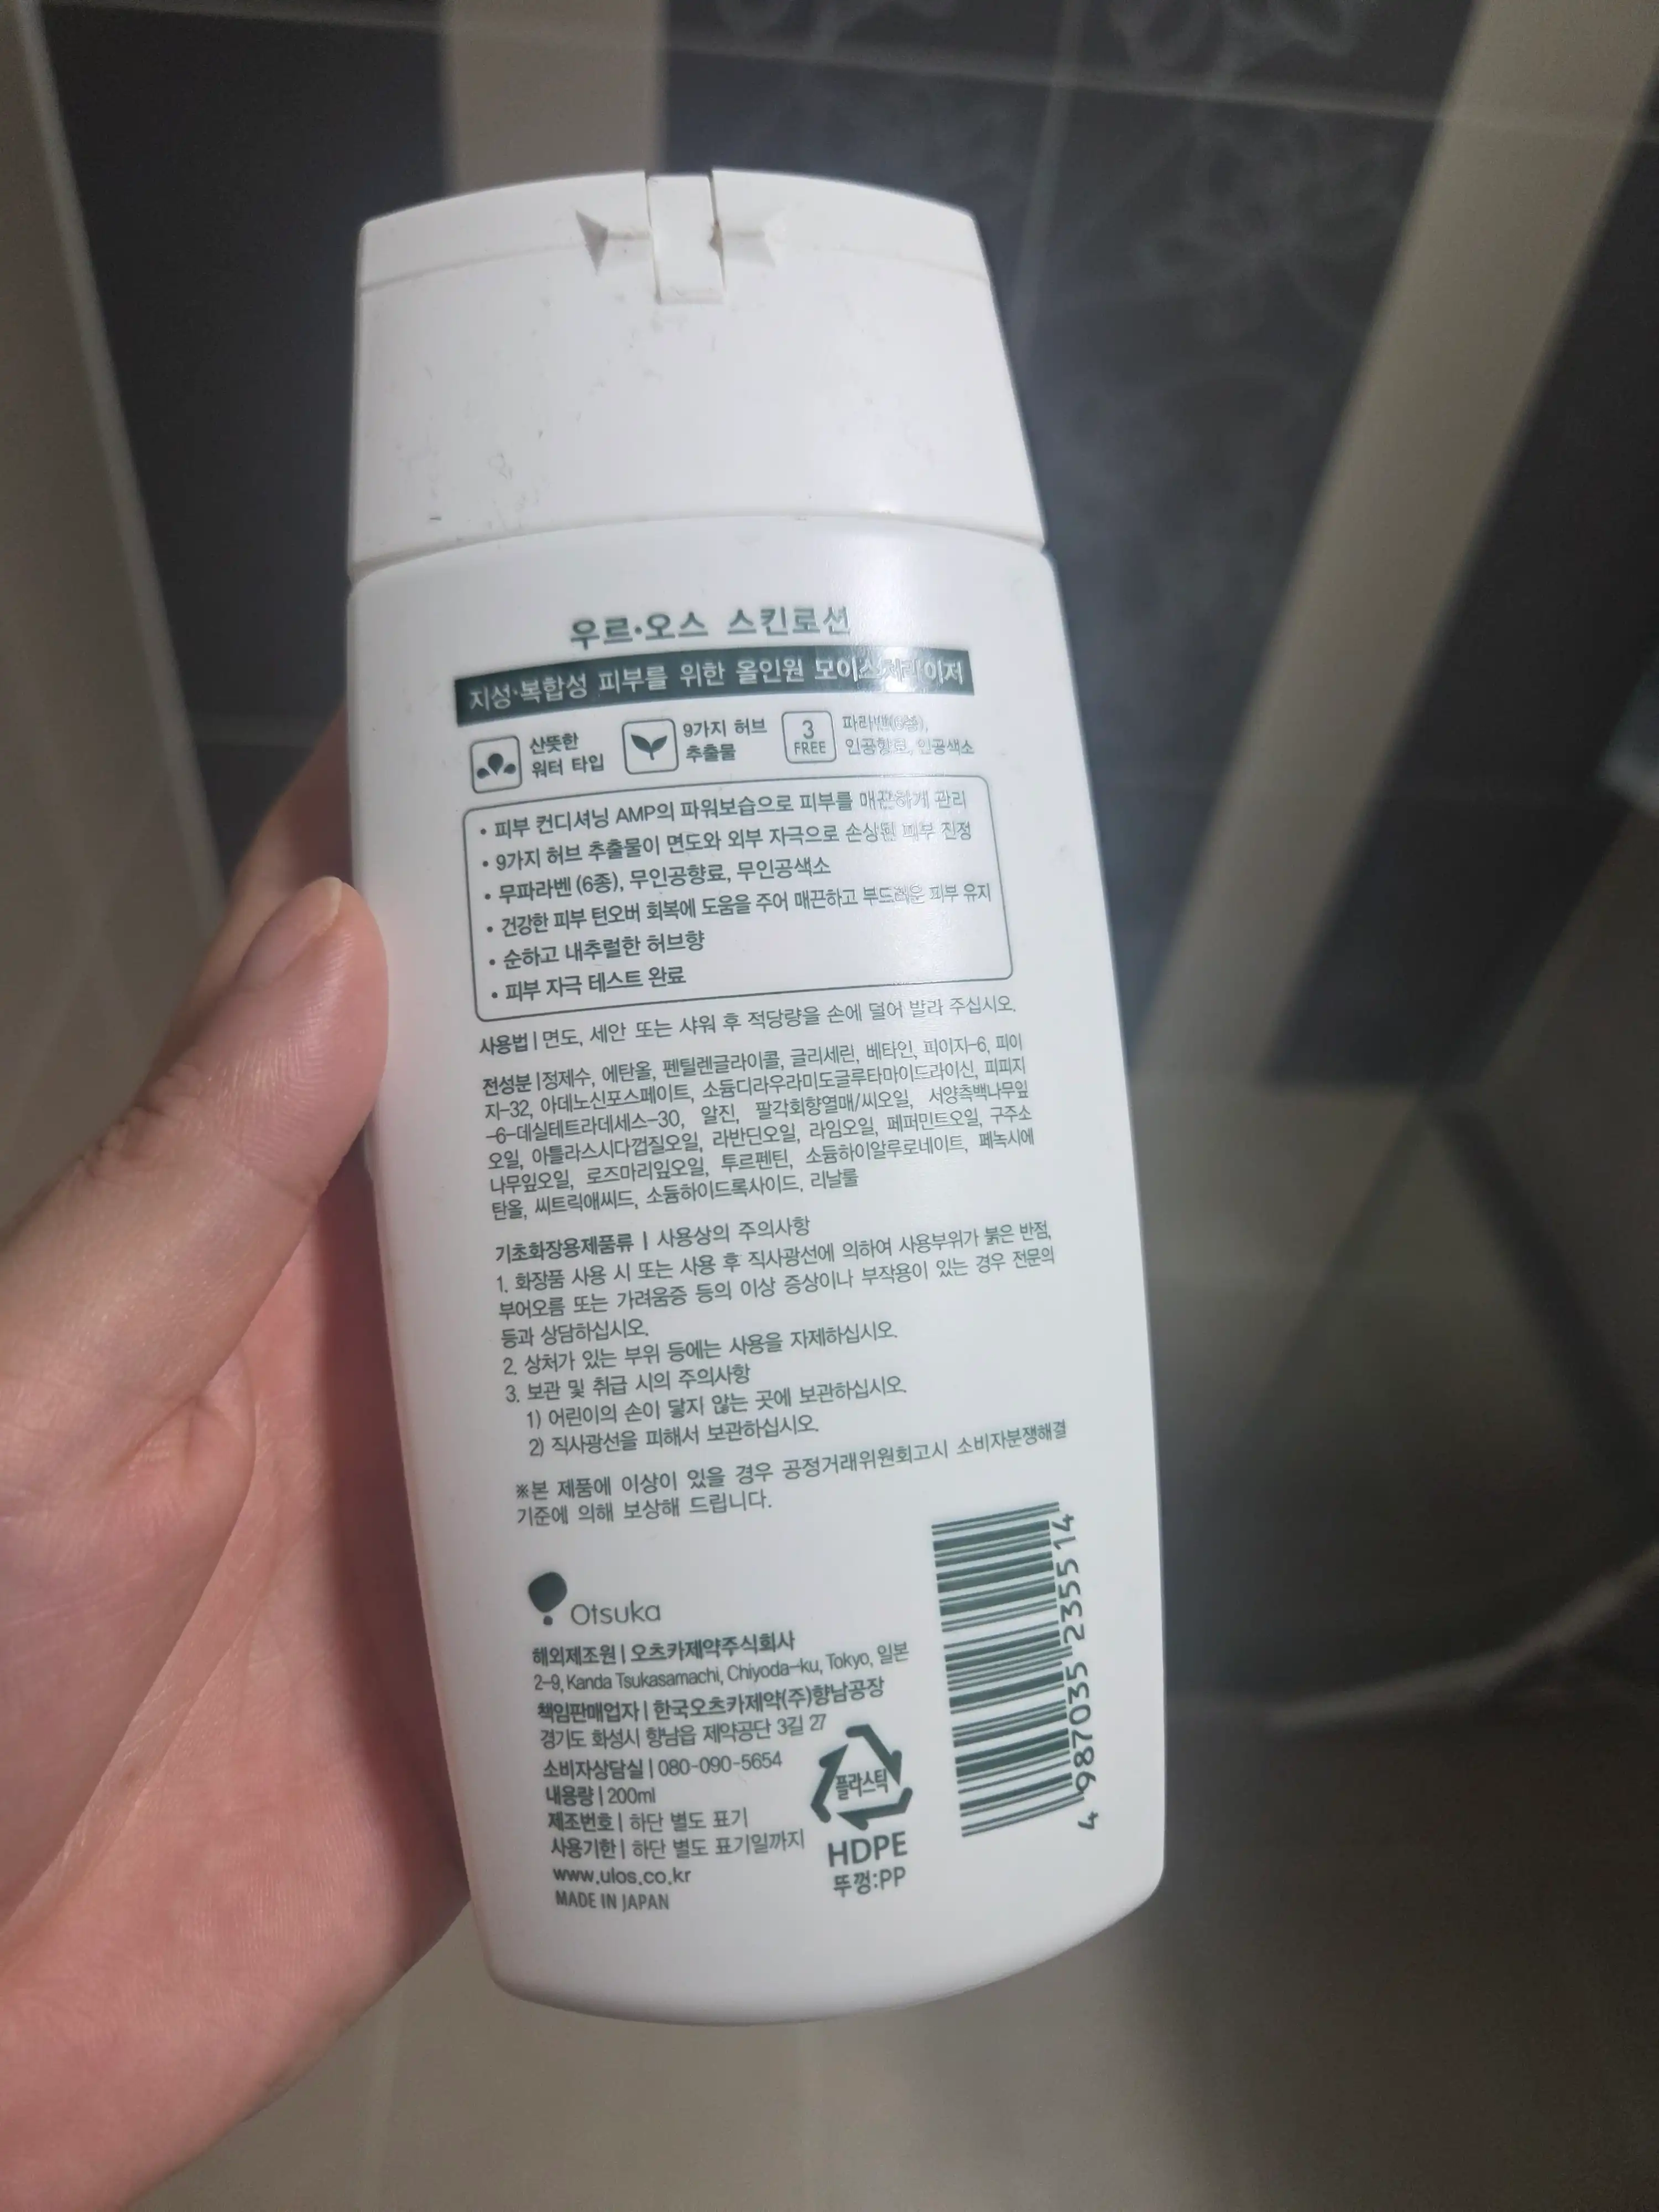 우르·오스 스킨로션
지성·복합성 피부를 위한 올인원 모이스처라이저
산뜻한
워터 타입
9가지 허브
추출물
3
FREE
파라벤(6종),
인공향료, 인공색소
• 피부 컨디셔닝 AMP의 파워보습으로 피부를 매끈하게 관리
• 9가지 허브 추출물이 면도와 외부 자극으로 손상된 피부 진정
• 무파라벤 (6종), 무인공향료, 무인공색소
• 건강한 피부 턴오버 회복에 도움을 주어 매끈하고 부드러운 피부 유지
• 순하고 내추럴한 허브향
• 피부 자극 테스트 완료
사용법 | 면도, 세안 또는 샤워 후 적당량을 손에 덜어 발라 주십시오.
전성분 | 정제수, 에탄올, 펜틸렌글라이콜, 글리세린, 베타인, 피이지-6, 피이
지-32, 아데노신포스페이트, 소듐디라우라미도글루타마이드라이신, 피피지
-6-데실테트라데세스-30, 알진, 팔각회향열매/씨오일, 서양측백나무잎
오일, 아틀라스시다껍질오일, 라반딘오일, 라임오일, 페퍼민트오일, 구주소
나무잎오일, 로즈마리잎오일, 투르펜틴, 소듐하이알루로네이트, 페녹시에
탄올, 씨트릭애씨드, 소듐하이드록사이드, 리날룰
기초화장용제품류 | 사용상의 주의사항
1. 화장품 사용 시 또는 사용 후 직사광선에 의하여 사용부위가 붉은 반점,
부어오름 또는 가려움증 등의 이상 증상이나 부작용이 있는 경우 전문의
등과 상담하십시오.
2. 상처가 있는 부위 등에는 사용을 자제하십시오.
3. 보관 및 취급 시의 주의사항
1) 어린이의 손이 닿지 않는 곳에 보관하십시오.
2) 직사광선을 피해서 보관하십시오.
※본 제품에 이상이 있을 경우 공정거래위원회고시 소비자분쟁해결
기준에 의해 보상해 드립니다.
Otsuka
해외제조원 | 오츠카제약주식회사
2-9, Kanda Tsukasamachi, Chiyoda-ku, Tokyo, 일본
책임판매업자 | 한국오츠카제약(주)향남공장
경기도 화성시 향남읍 제약공단 3길 27
소비자상담실 | 080-090-5654
내용량 | 200ml
제조번호 | 하단 별도 표기
사용기한 | 하단 별도 표기일까지
www.ulos.co.kr
MADE IN JAPAN
플라스틱
HDPE
뚜껑:PP
4 987035 235514